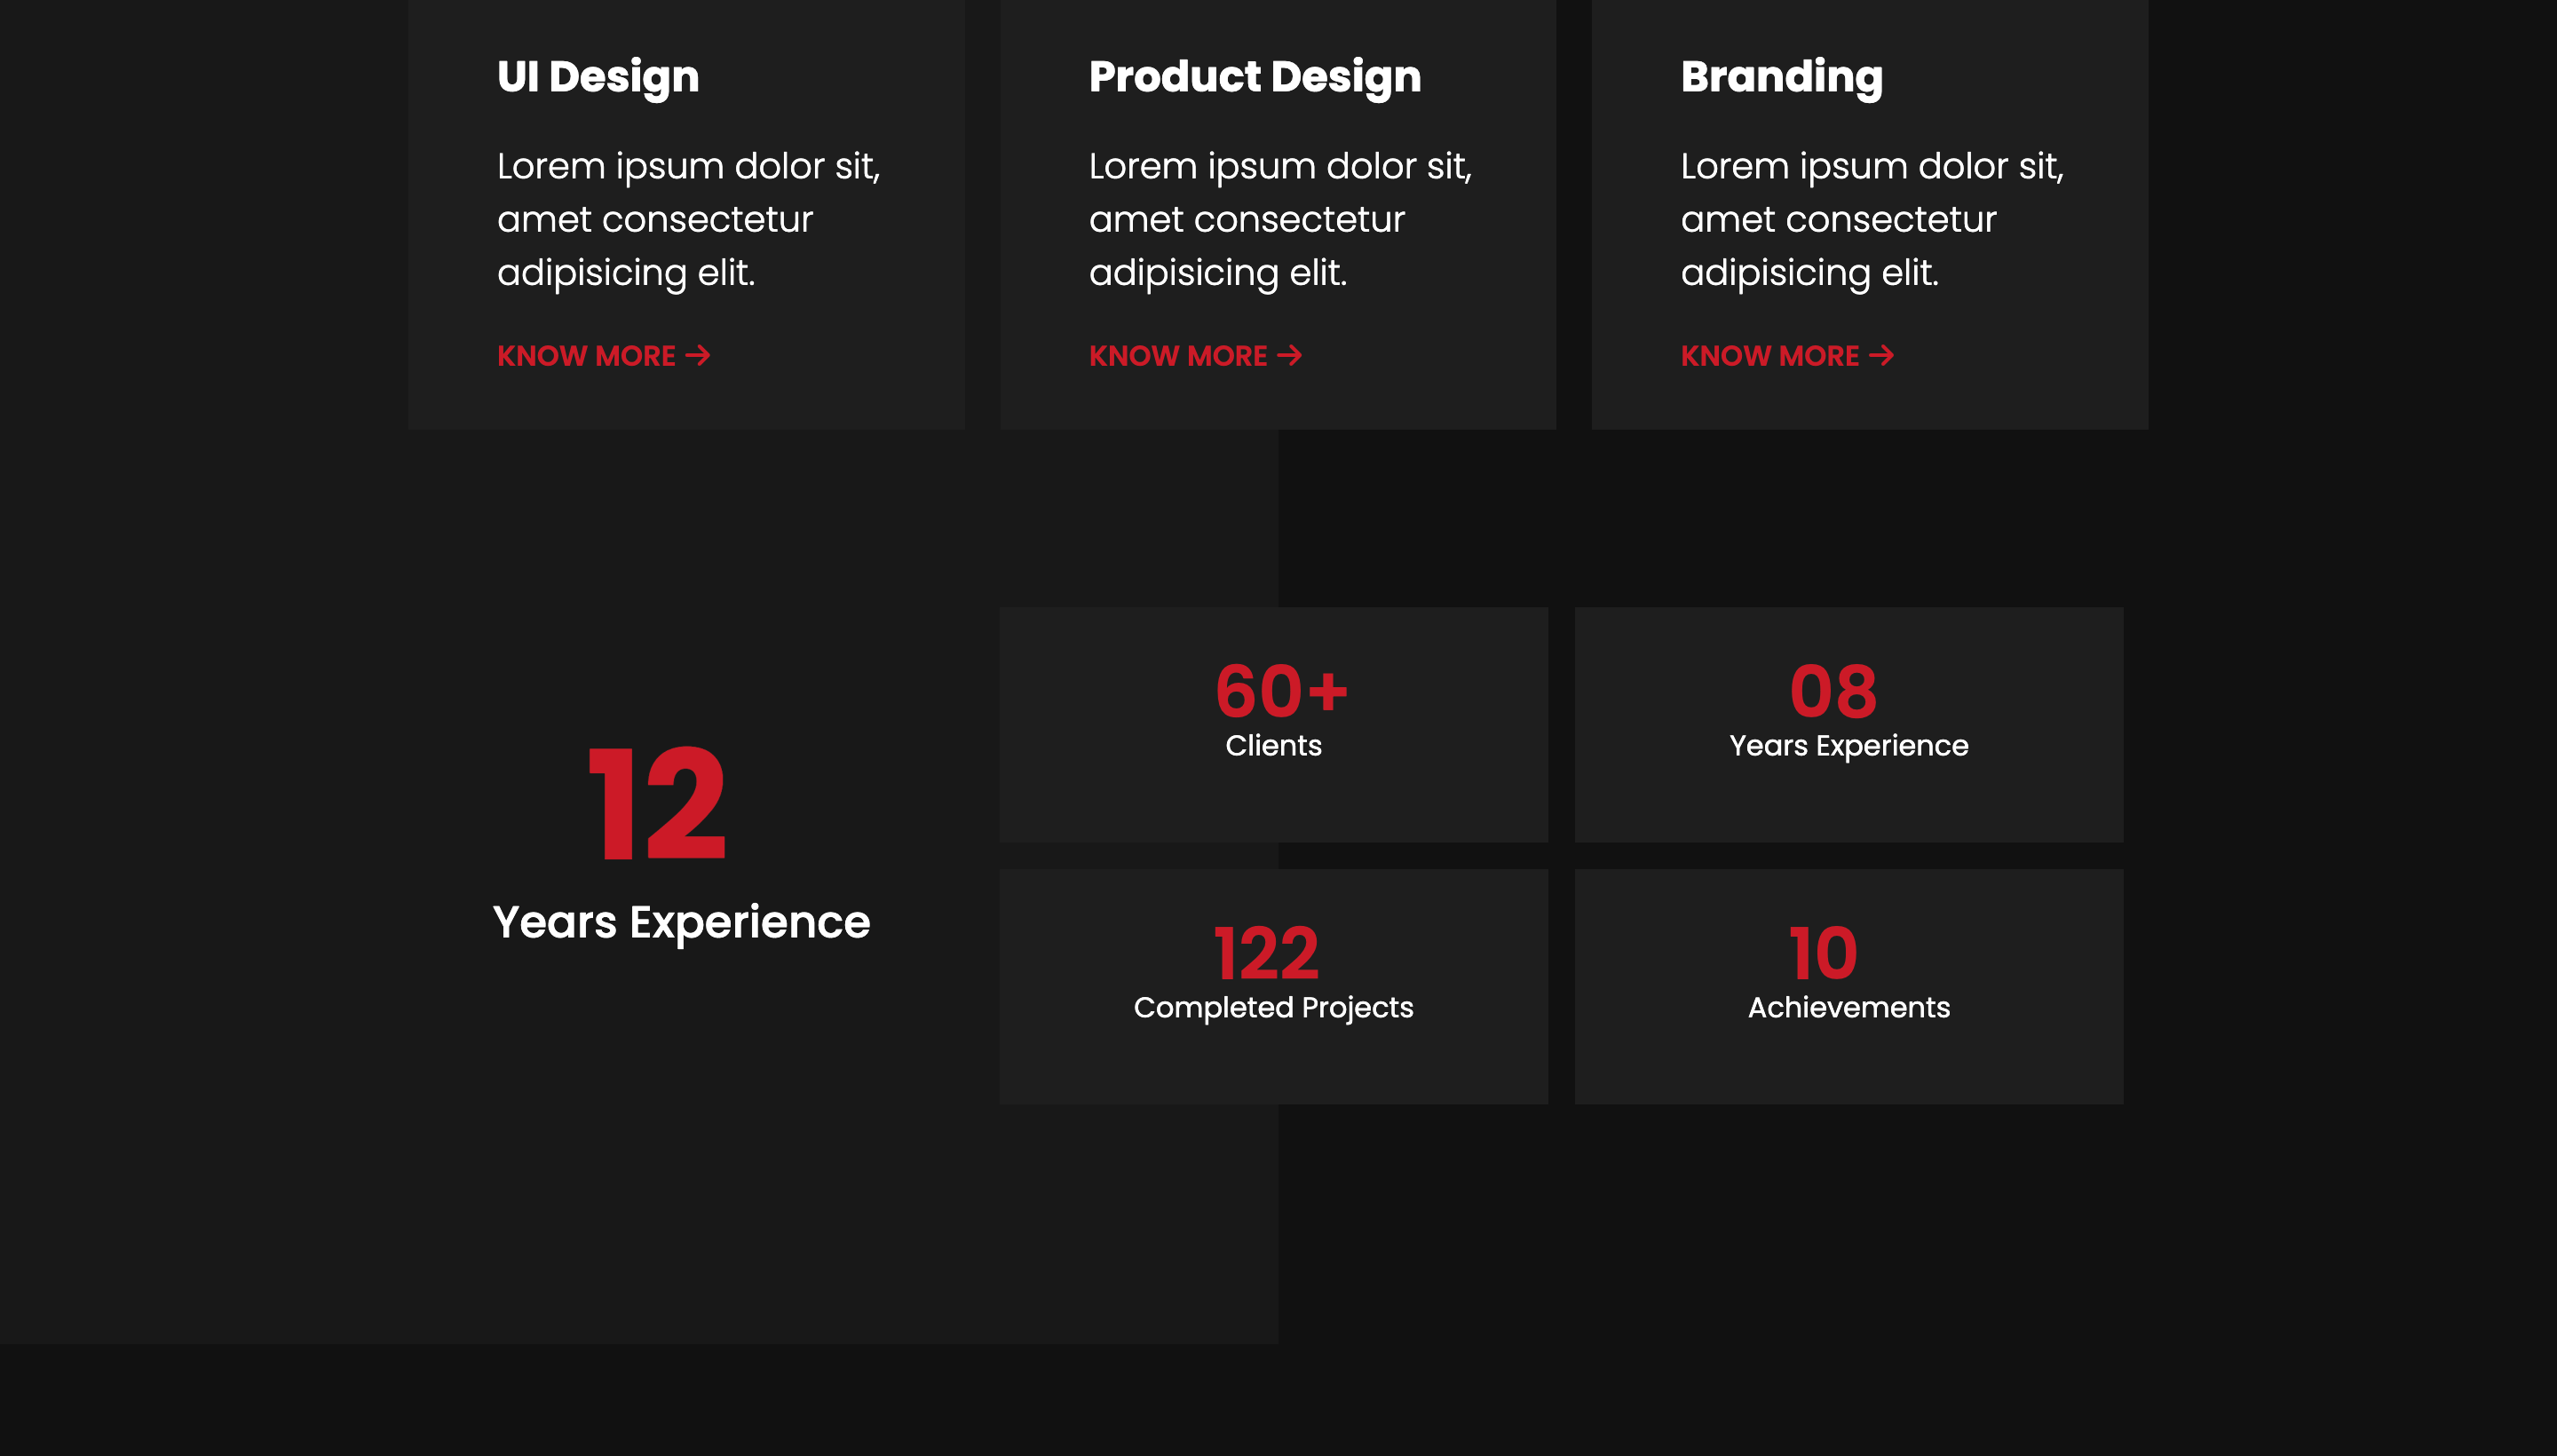 UI Design
Lorem ipsum dolor sit,
amet consectetur
adipisicing elit.
KNOW MORE →
Product Design
Lorem ipsum dolor sit,
amet consectetur
adipisicing elit.
KNOW MORE →
Branding
Lorem ipsum dolor sit,
amet consectetur
adipisicing elit.
KNOW MORE →
12
Years Experience
60+
Clients
08
Years Experience
122
Completed Projects
10
Achievements